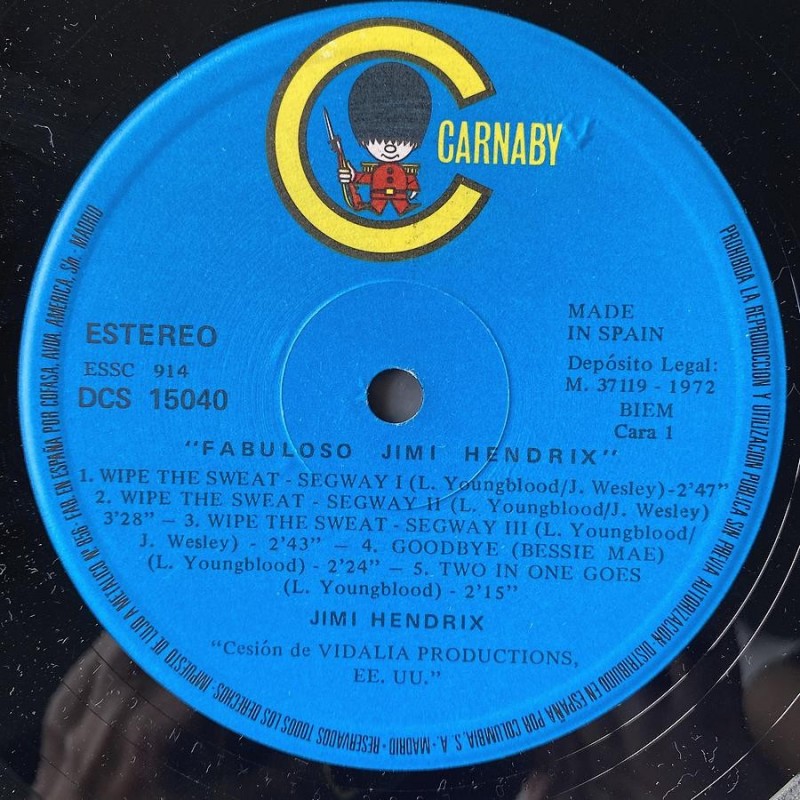 CARNABY
ESTEREO
ESSC 914
DCS 15040
MADE
IN SPAIN
Depósito Legal:
M. 37119 - 1972
BIEM
Cara 1
"FABULOSO JIMI HENDRIX"
1. WIPE THE SWEAT - SEGWAY I (L. Youngblood/J. Wesley) - 2'47"
2. WIPE THE SWEAT - SEGWAY II (L. Youngblood/J. Wesley)
3'28" — 3. WIPE THE SWEAT - SEGWAY III (L. Youngblood/
J. Wesley) - 2'43" — 4. GOODBYE (BESSIE MAE)
(L. Youngblood) - 2'24" — 5. TWO IN ONE GOES
(L. Youngblood) - 2'15"
JIMI HENDRIX
"Cesión de VIDALIA PRODUCTIONS,
EE. UU."
PROHIBIDA LA REPRODUCCION Y UTILIZACION PUBLICA SIN PREVIA AUTORIZACION DISTRIBUIDO EN ESPAÑA POR COLUMBIA, S. A. - MADRID - RESERVADOS TODOS LOS DERECHOS - IMPUESTO DE LUJO A METALICO Nº 856 - FAB. EN ESPAÑA POR COFASA, AVDA. AMERICA, S/n. - MADRID